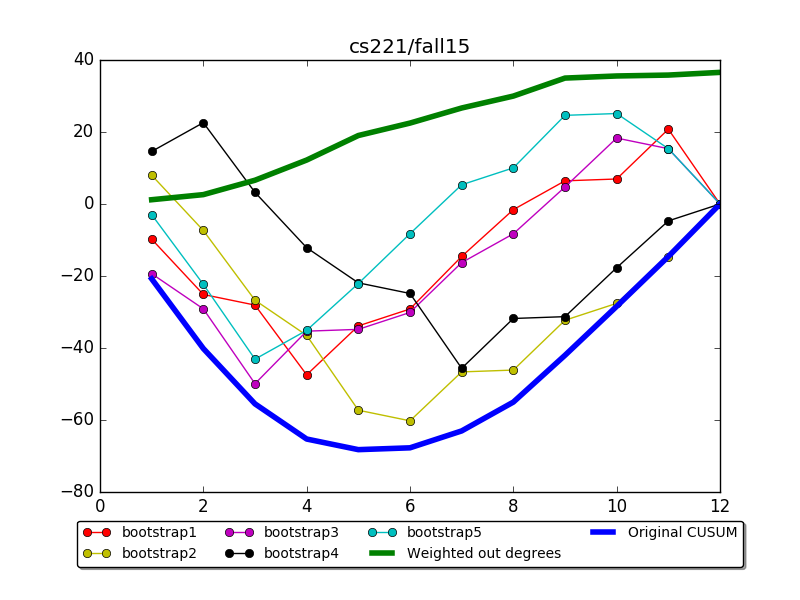 cs221/fall15
40
20
0
−20
−40
−60
−80
0 2 4 6 8 10 12
bootstrap1 bootstrap3 bootstrap5 Original CUSUM
bootstrap2 bootstrap4 Weighted out degrees